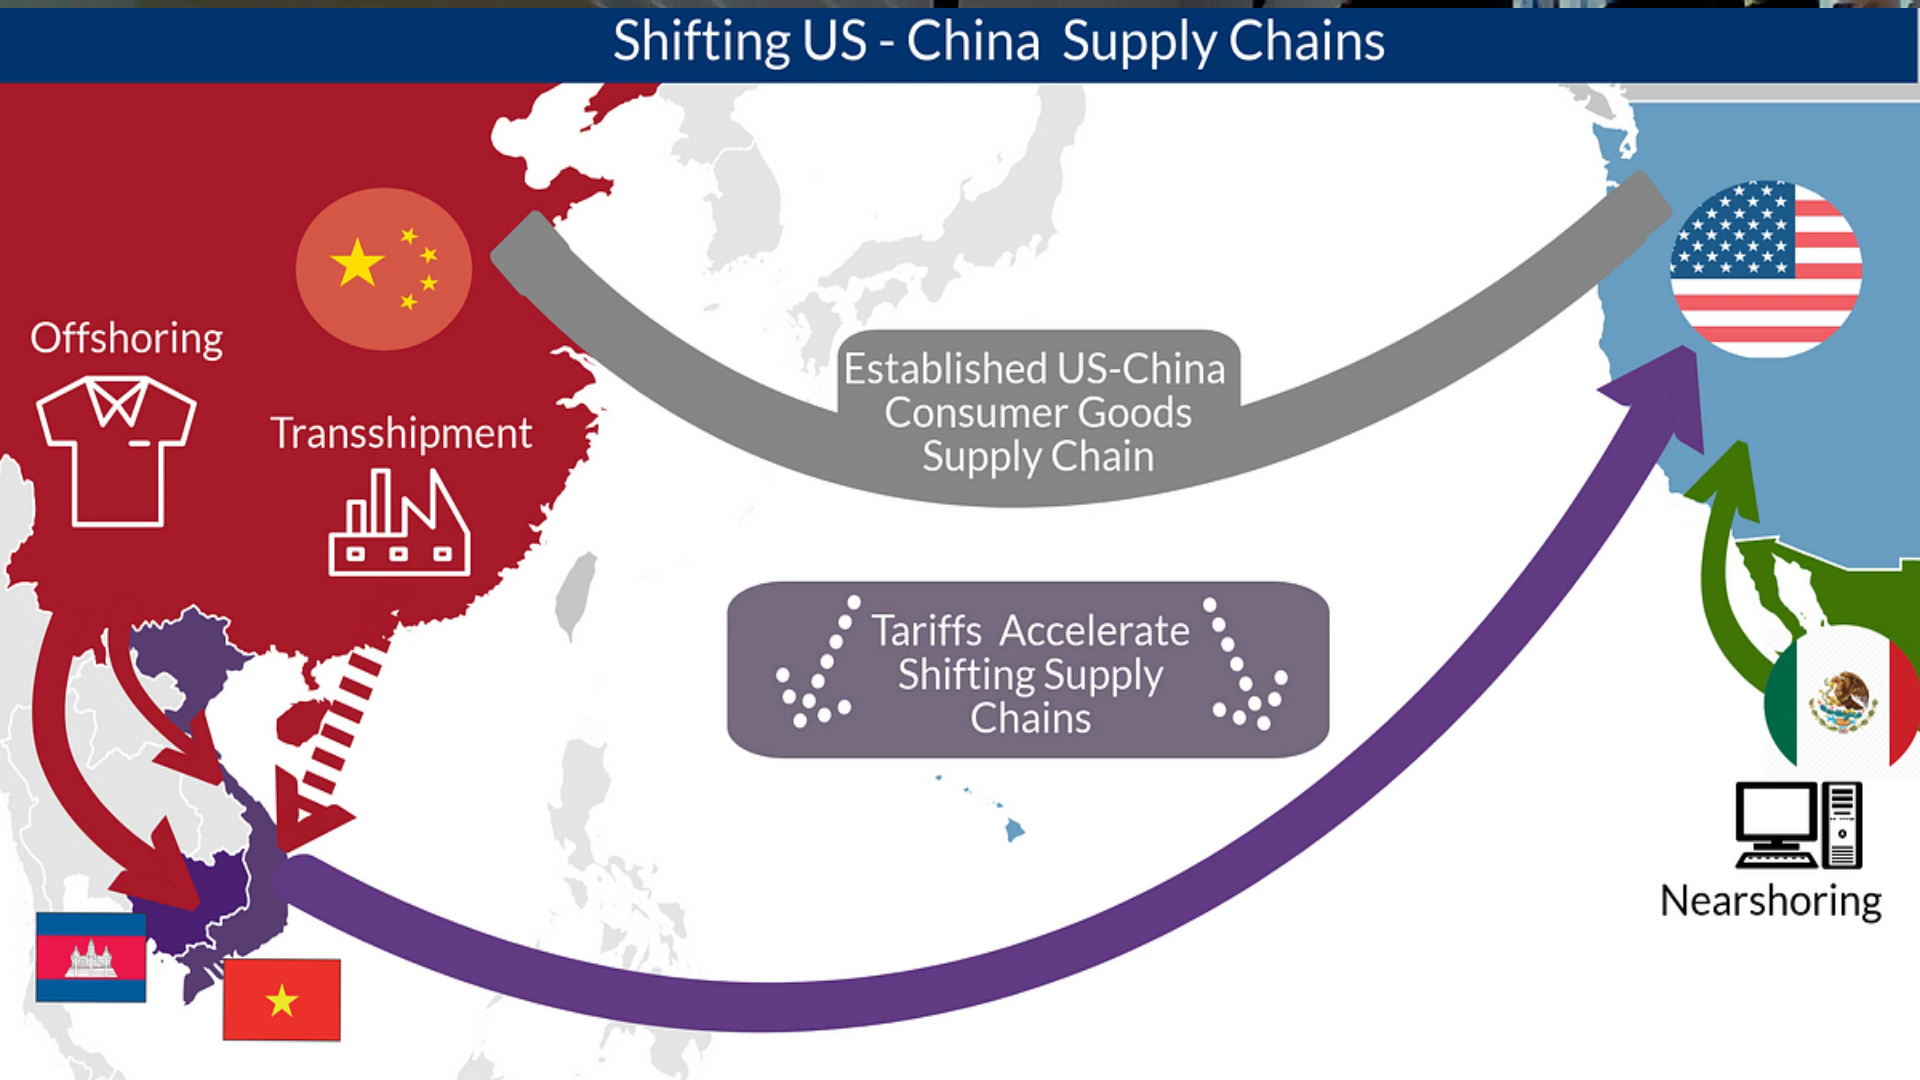 Shifting US - China Supply Chains
Offshoring
Transshipment
Established US-China
Consumer Goods
Supply Chain
Tariffs Accelerate
Shifting Supply
Chains
Nearshoring